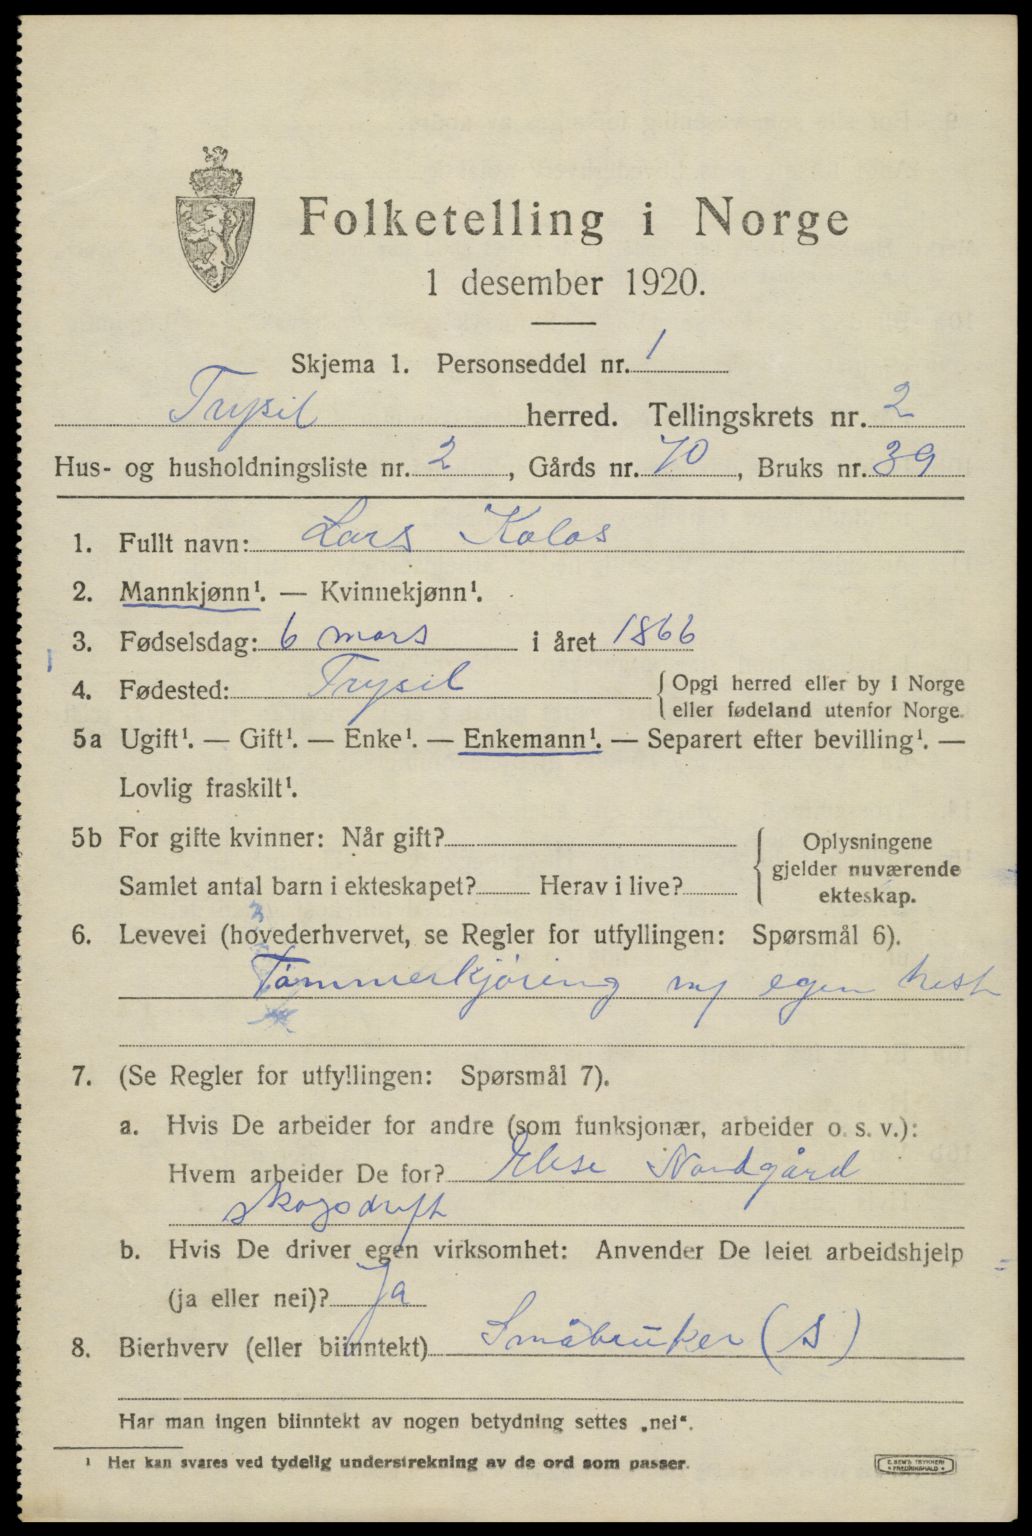 Folketelling i Norge
1 desember 1920.
Skjema 1. Personseddel nr. 1
Trysil herred. Tellingskrets nr. 2
Hus- og husholdningsliste nr. 2, Gårds nr. 70, Bruks nr. 39
1. Fullt navn: Lars Kolos
2. Mannkjønn¹. — Kvinnekjønn¹.
3. Fødselsdag: 6 mars i året 1866
4. Fødested: Trysil { Opgi herred eller by i Norge
eller fødeland utenfor Norge.
5a Ugift¹. — Gift¹. — Enke¹. — Enkemann¹. — Separert efter bevilling¹. —
Lovlig fraskilt¹.
5b For gifte kvinner: Når gift?
Samlet antal barn i ekteskapet? Herav i live?
Oplysningene
gjelder nuværende
ekteskap.
6. Levevei (hovederhvervet, se Regler for utfyllingen: Spørsmål 6).
Tømmerkjøring m/ egen hest
7. (Se Regler for utfyllingen: Spørsmål 7).
a. Hvis De arbeider for andre (som funksjonær, arbeider o. s. v.):
Hvem arbeider De for? Elise Nordgård
skogsdrift
b. Hvis De driver egen virksomhet: Anvender De leiet arbeidshjelp
(ja eller nei)? Ja
8. Bierhverv (eller biinntekt) Småbruker (S)
Har man ingen biinntekt av nogen betydning settes „nei“.
¹ Her kan svares ved tydelig understrekning av de ord som passer.
E. SEM'S TRYKKERI
FREDRIKSHALD